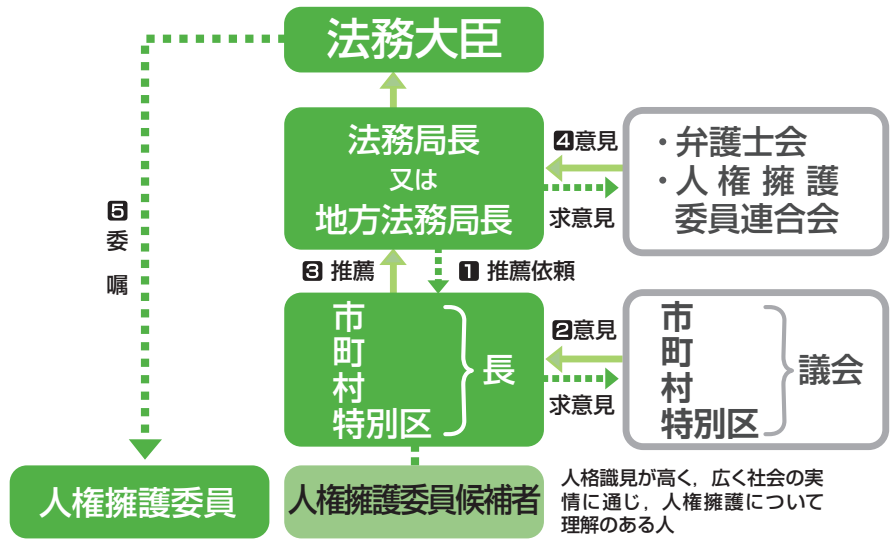 法務大臣
法務局長
又は
地方法務局長
4意見
求意見
・弁護士会
・人権擁護
委員連合会
5
委
嘱
3 推薦
1 推薦依頼
市
町
村
特別区
長
2意見
求意見
市
町
村
特別区
議会
人権擁護委員
人権擁護委員候補者
人格識見が高く，広く社会の実
情に通じ，人権擁護について
理解のある人